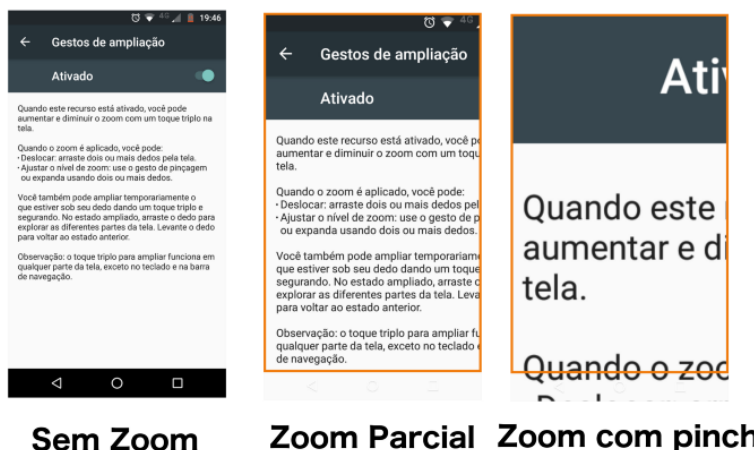 4G 19:46
Gestos de ampliação
Ativado
Quando este recurso está ativado, você pode
aumentar e diminuir o zoom com um toque triplo na
tela.
Quando o zoom é aplicado, você pode:
• Deslocar: arraste dois ou mais dedos pela tela.
• Ajustar o nível de zoom: use o gesto de pinçagem
ou expanda usando dois ou mais dedos.
Você também pode ampliar temporariamente o
que estiver sob seu dedo dando um toque triplo e
segurando. No estado ampliado, arraste o dedo para
explorar as diferentes partes da tela. Levante o dedo
para voltar ao estado anterior.
Observação: o toque triplo para ampliar funciona em
qualquer parte da tela, exceto no teclado e na barra
de navegação.
Sem Zoom
4G
Gestos de ampliação
Ativado
Quando este recurso está ativado, você p
aumentar e diminuir o zoom com um toqu
tela.
Quando o zoom é aplicado, você pode:
• Deslocar: arraste dois ou mais dedos pel
• Ajustar o nível de zoom: use o gesto de p
ou expanda usando dois ou mais dedos.
Você também pode ampliar temporariame
que estiver sob seu dedo dando um toque
segurando. No estado ampliado, arraste o
explorar as diferentes partes da tela. Leva
para voltar ao estado anterior.
Observação: o toque triplo para ampliar fu
qualquer parte da tela, exceto no teclado e
de navegação.
Zoom Parcial
Ati
Quando este
aumentar e di
tela.
Quando o zoo
Zoom com pinch